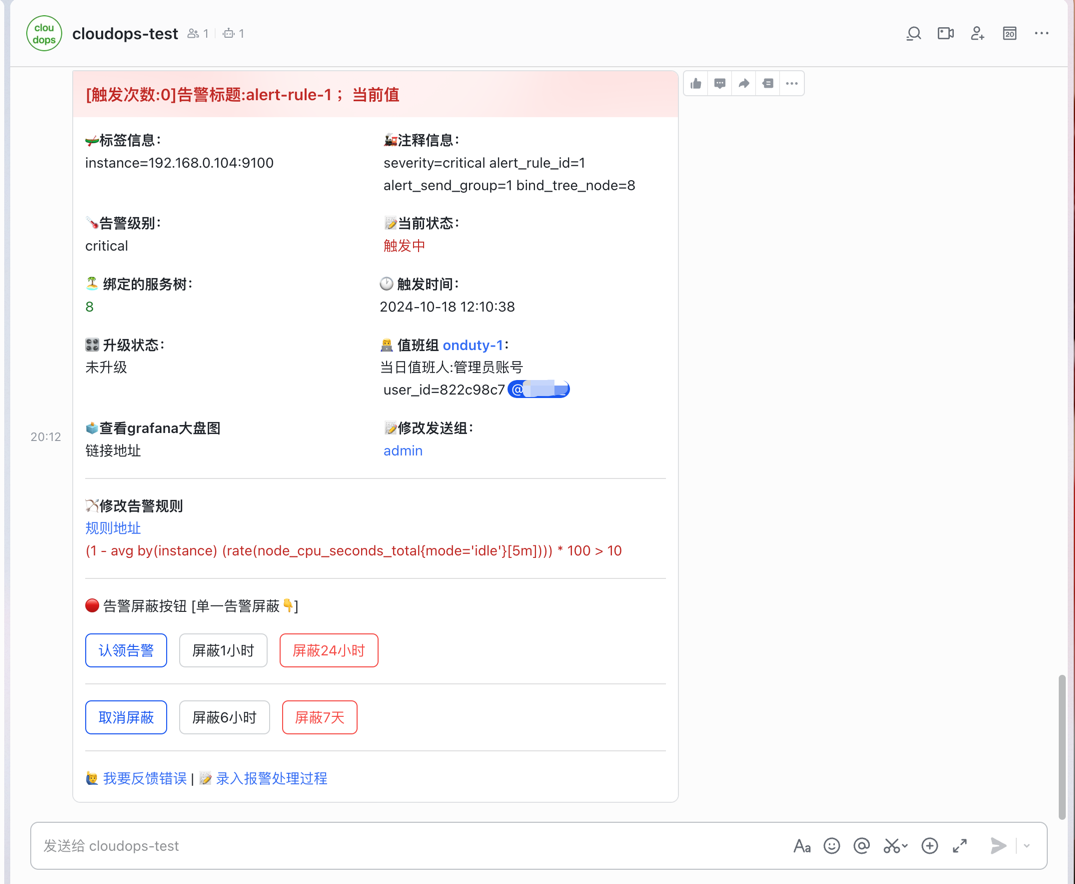 clou
dops
cloudops-test 1 1
20
[触发次数:0]告警标题:alert-rule-1； 当前值
标签信息：
instance=192.168.0.104:9100
注释信息：
severity=critical alert_rule_id=1
alert_send_group=1 bind_tree_node=8
告警级别：
critical
当前状态：
触发中
绑定的服务树：
8
触发时间：
2024-10-18 12:10:38
升级状态：
未升级
值班组 onduty-1：
当日值班人:管理员账号
user_id=822c98c7 @
查看grafana大盘图
链接地址
修改发送组：
admin
20:12
修改告警规则
规则地址
(1 - avg by(instance) (rate(node_cpu_seconds_total{mode='idle'}[5m]))) * 100 > 10
告警屏蔽按钮 [单一告警屏蔽👇]
认领告警 屏蔽1小时 屏蔽24小时
取消屏蔽 屏蔽6小时 屏蔽7天
我要反馈错误 | 录入报警处理过程
发送给 cloudops-test
Aa